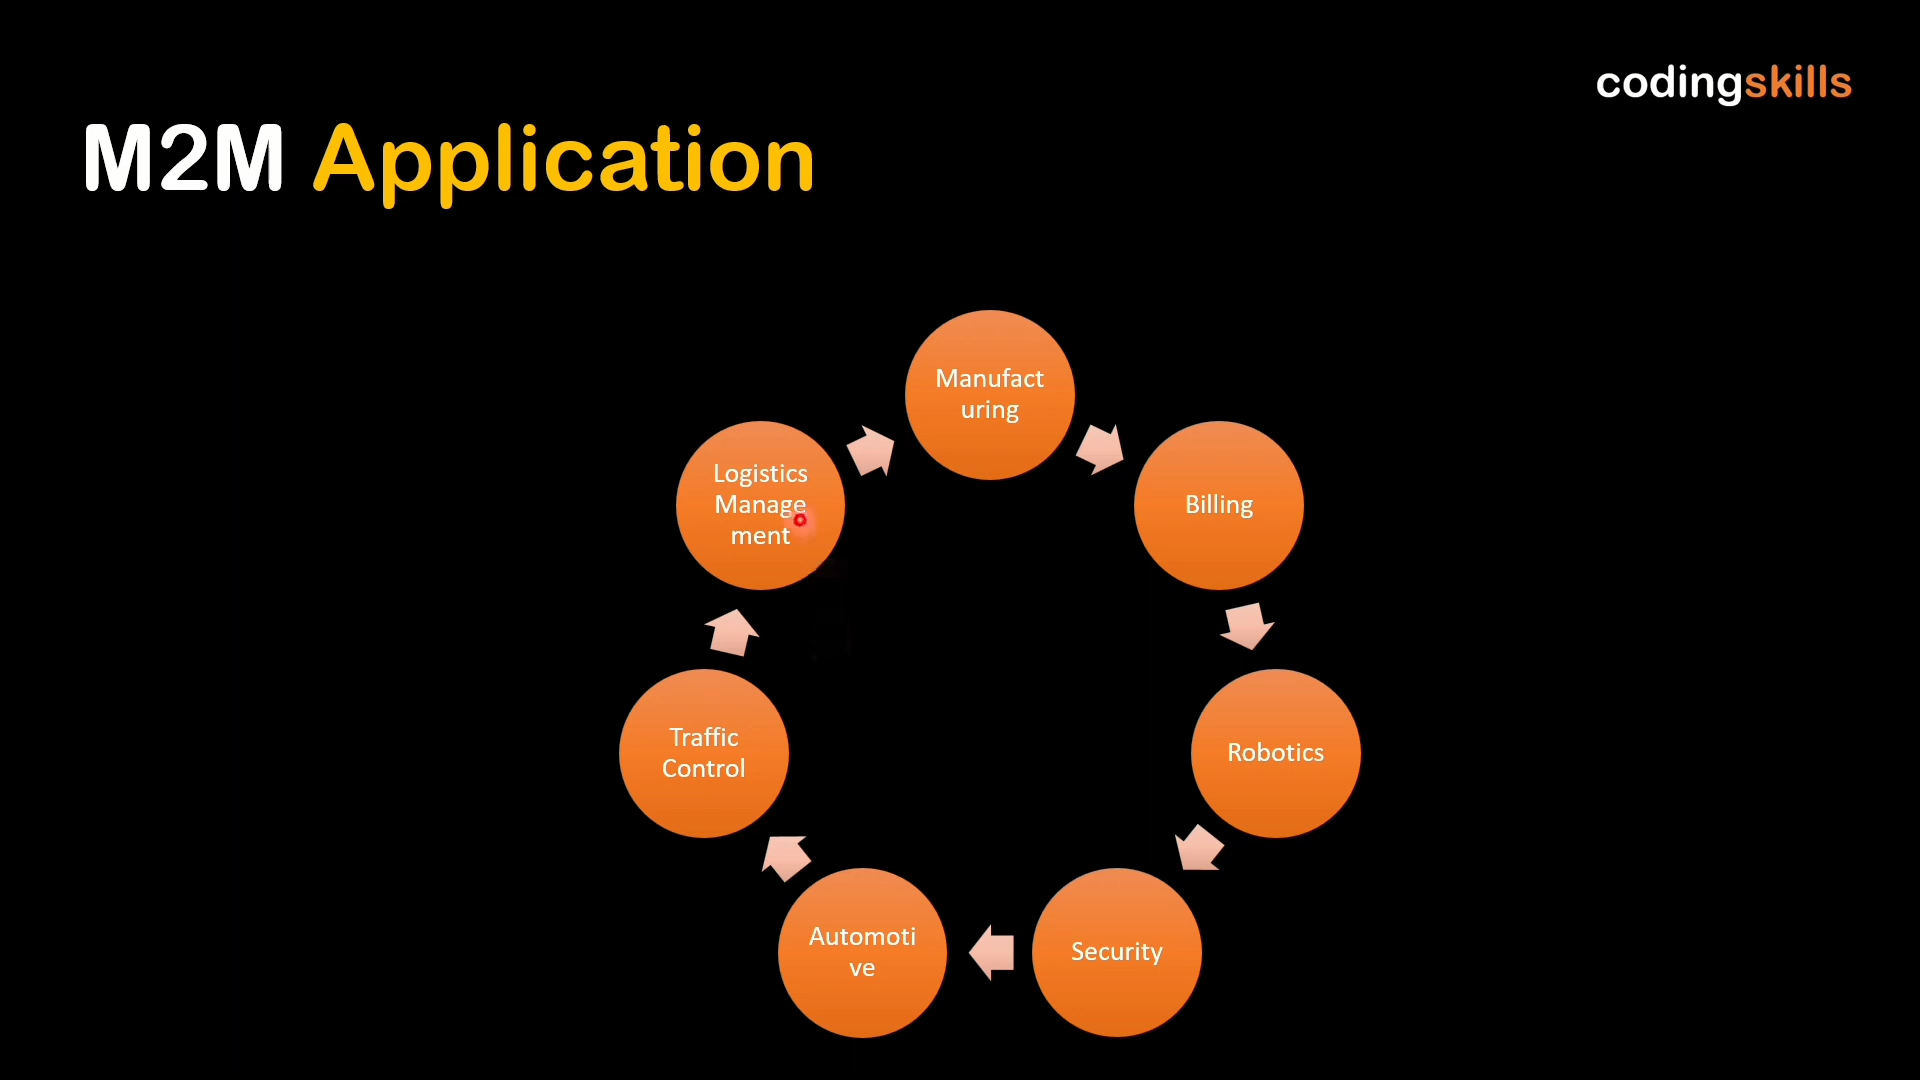 codingskills
M2M Application
Manufact
uring
Billing
Robotics
Security
Automoti
ve
Traffic
Control
Logistics
Manage
ment